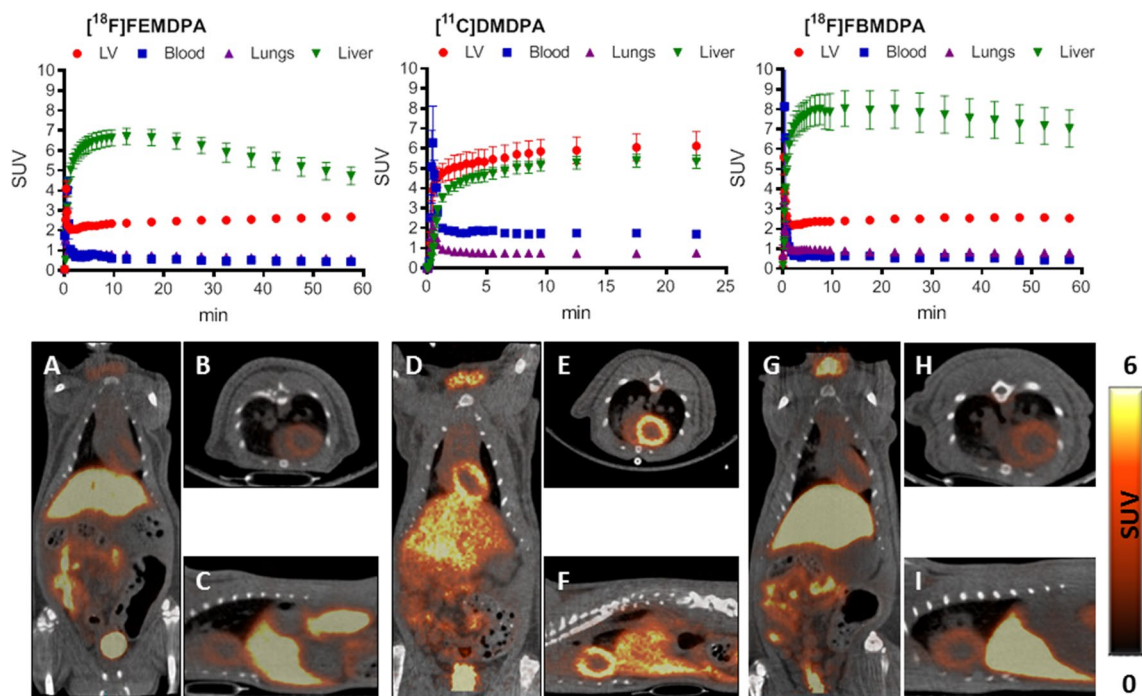 [¹⁸F]FEMDPA
LV Blood Lungs Liver
10
9
8
7
6
5
4
3
2
1
0
SUV
0 10 20 30 40 50 60
min
[¹¹C]DMDPA
LV Blood Lungs Liver
10
9
8
7
6
5
4
3
2
1
0
SUV
0 5 10 15 20 25
min
[¹⁸F]FBMDPA
LV Blood Lungs Liver
10
9
8
7
6
5
4
3
2
1
0
SUV
0 10 20 30 40 50 60
min
A
B
C
D
E
F
G
H
I
6
SUV
0